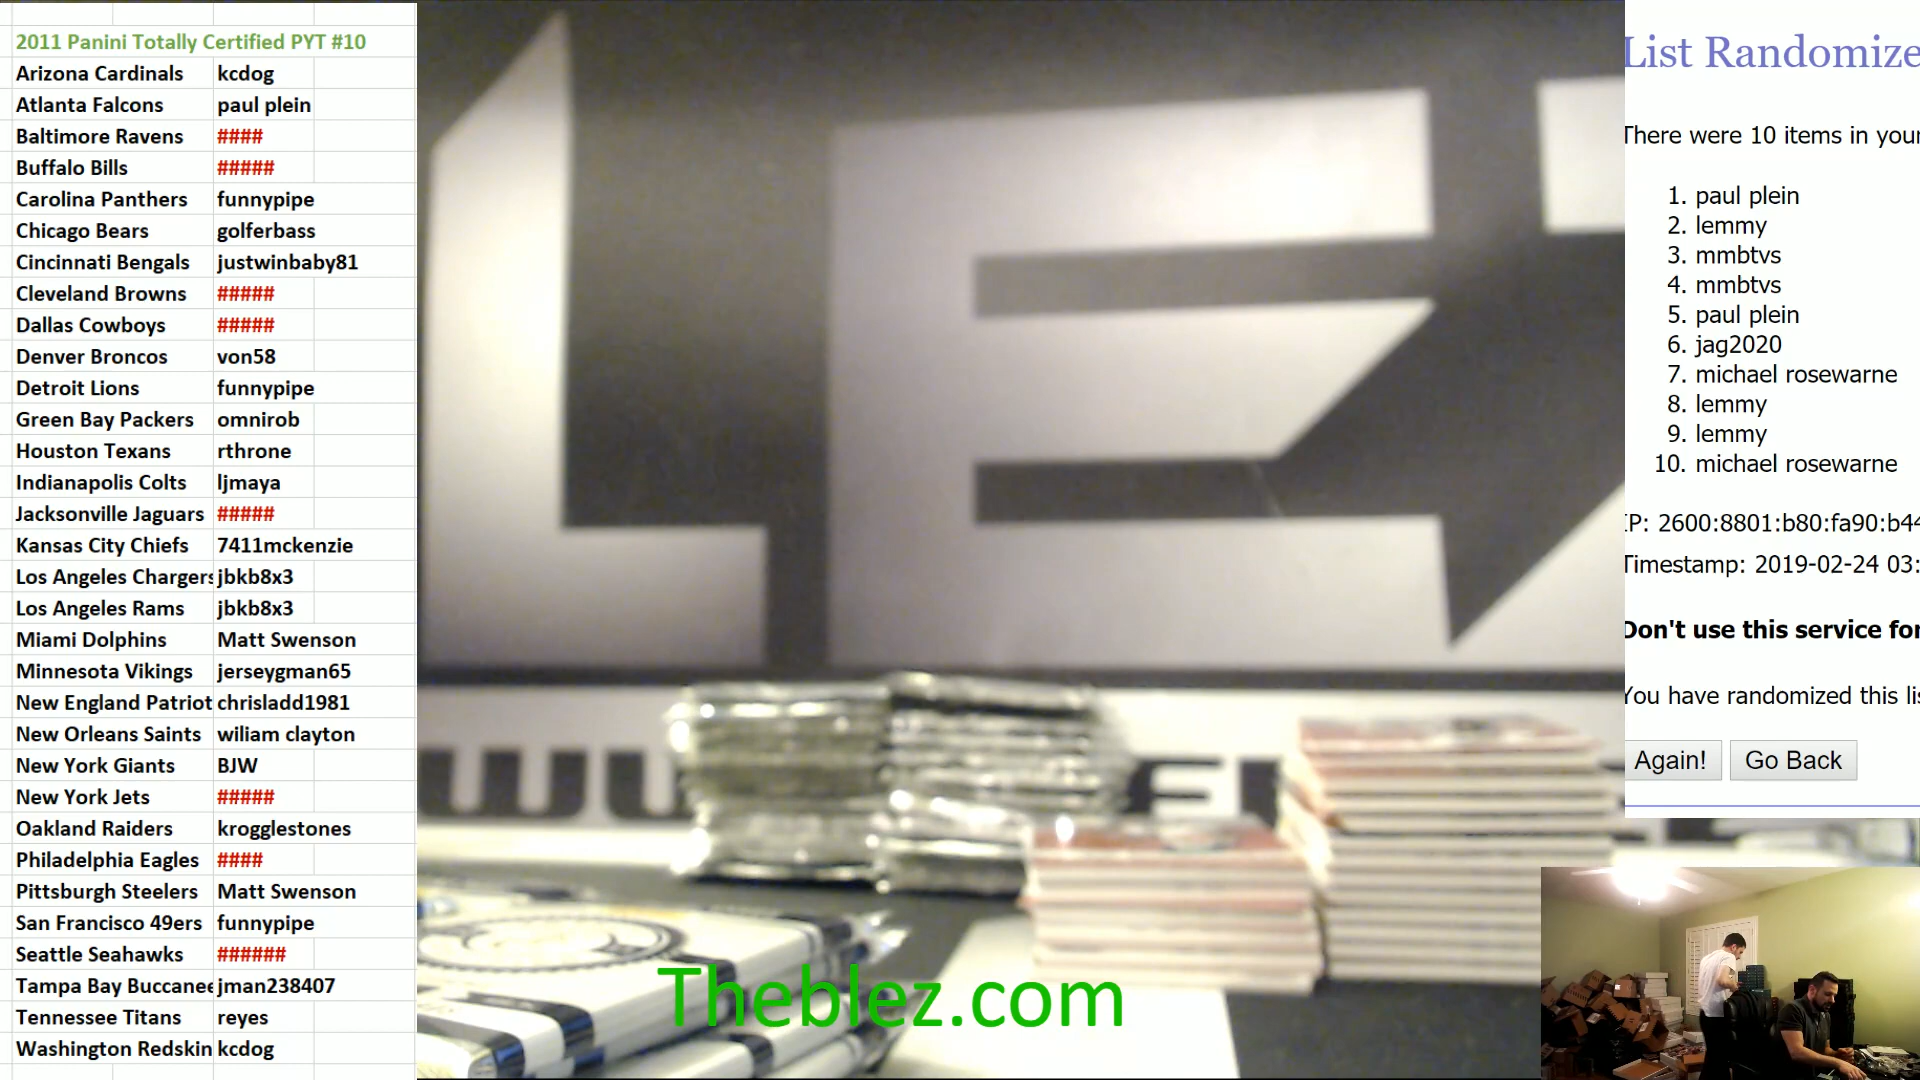 2011 Panini Totally Certified PYT #10
Arizona Cardinals kcdog
Atlanta Falcons paul plein
Baltimore Ravens ####
Buffalo Bills #####
Carolina Panthers funnypipe
Chicago Bears golferbass
Cincinnati Bengals justwinbaby81
Cleveland Browns #####
Dallas Cowboys #####
Denver Broncos von58
Detroit Lions funnypipe
Green Bay Packers omnirob
Houston Texans rthrone
Indianapolis Colts ljmaya
Jacksonville Jaguars #####
Kansas City Chiefs 7411mckenzie
Los Angeles Chargers jbkb8x3
Los Angeles Rams jbkb8x3
Miami Dolphins Matt Swenson
Minnesota Vikings jerseygman65
New England Patriot chrisladd1981
New Orleans Saints wiliam clayton
New York Giants BJW
New York Jets #####
Oakland Raiders krogglestones
Philadelphia Eagles ####
Pittsburgh Steelers Matt Swenson
San Francisco 49ers funnypipe
Seattle Seahawks ######
Tampa Bay Buccanee jman238407
Tennessee Titans reyes
Washington Redskin kcdog
LE
Theblez.com
List Randomize
There were 10 items in your
1. paul plein
2. lemmy
3. mmbtvs
4. mmbtvs
5. paul plein
6. jag2020
7. michael rosewarne
8. lemmy
9. lemmy
10. michael rosewarne
IP: 2600:8801:b80:fa90:b44
Timestamp: 2019-02-24 03:
Don't use this service for
You have randomized this lis
Again! Go Back